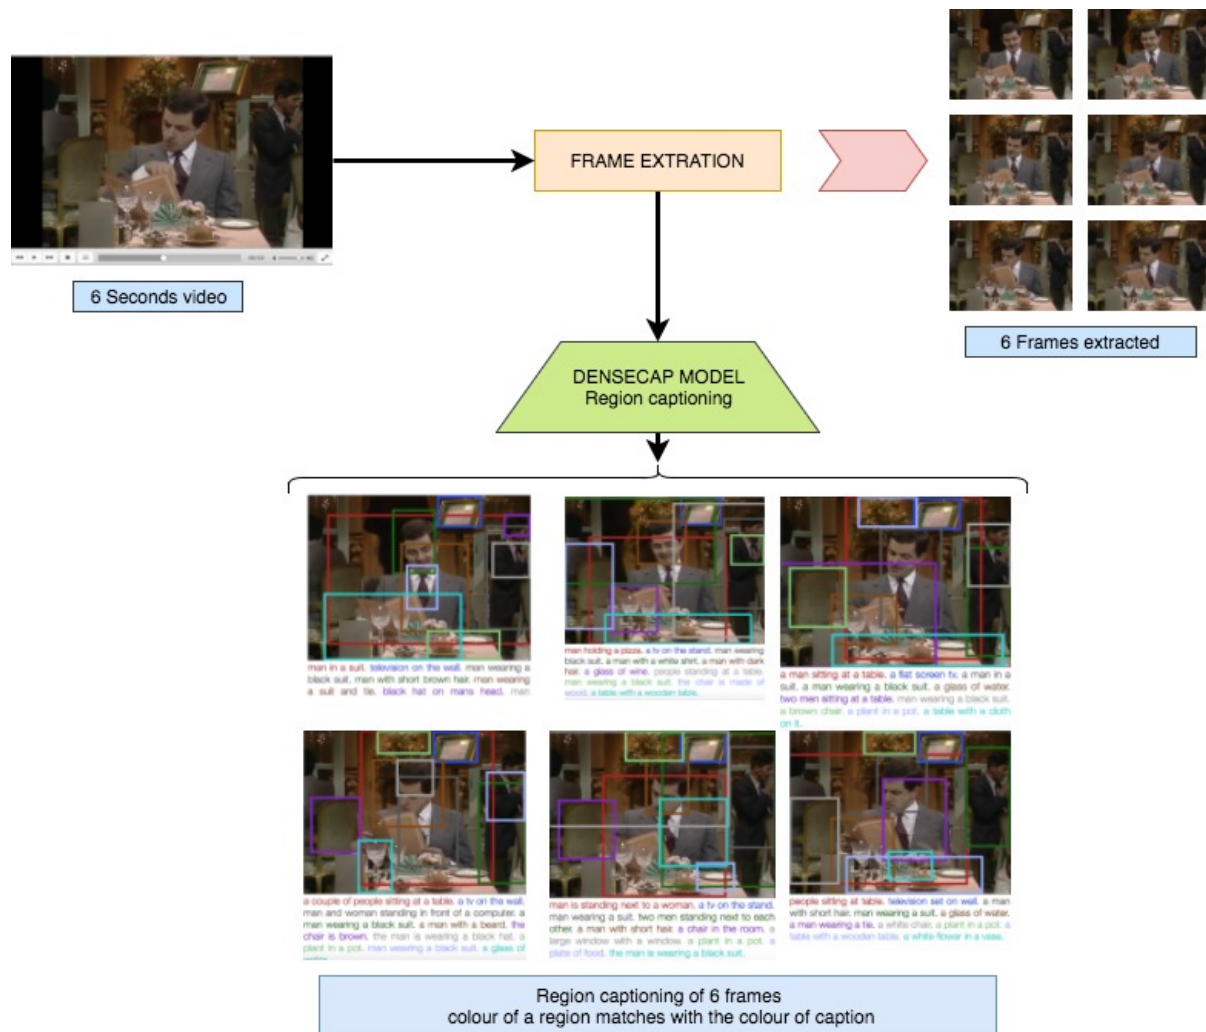 FRAME EXTRATION
6 Seconds video
6 Frames extracted
DENSECAP MODEL
Region captioning
man in a suit. television on the wall. man wearing a
black suit. man with short brown hair. man wearing
a suit and tie. black hat on mans head. man
man holding a pizza. a tv on the stand. man wearing
black suit. a man with a white shirt. a man with dark
hair. a glass of wine. people standing at a table.
man wearing a black suit. the chair is made of
wood. a table with a wooden table.
a man sitting at a table. a flat screen tv. a man in a
suit. a man wearing a black suit. a glass of water.
two men sitting at a table. man wearing a black suit.
a brown chair. a plant in a pot. a table with a cloth
on it.
a couple of people sitting at a table. a tv on the wall.
man and woman standing in front of a computer. a
man wearing a black suit. a man with a beard. the
chair is brown. the man is wearing a black hat. a
plant in a pot. man wearing a black suit. a glass of
water.
man is standing next to a woman. a tv on the stand.
man wearing a suit. two men standing next to each
other. a man with short hair. a chair in the room. a
large window with a window. a plant in a pot. a
plate of food. the man is wearing a black suit.
people sitting at table. television set on wall. a man
with short hair. man wearing a suit. a glass of water.
a man wearing a tie. a white chair. a plant in a pot. a
table with a wooden table. a white flower in a vase.
Region captioning of 6 frames
colour of a region matches with the colour of caption